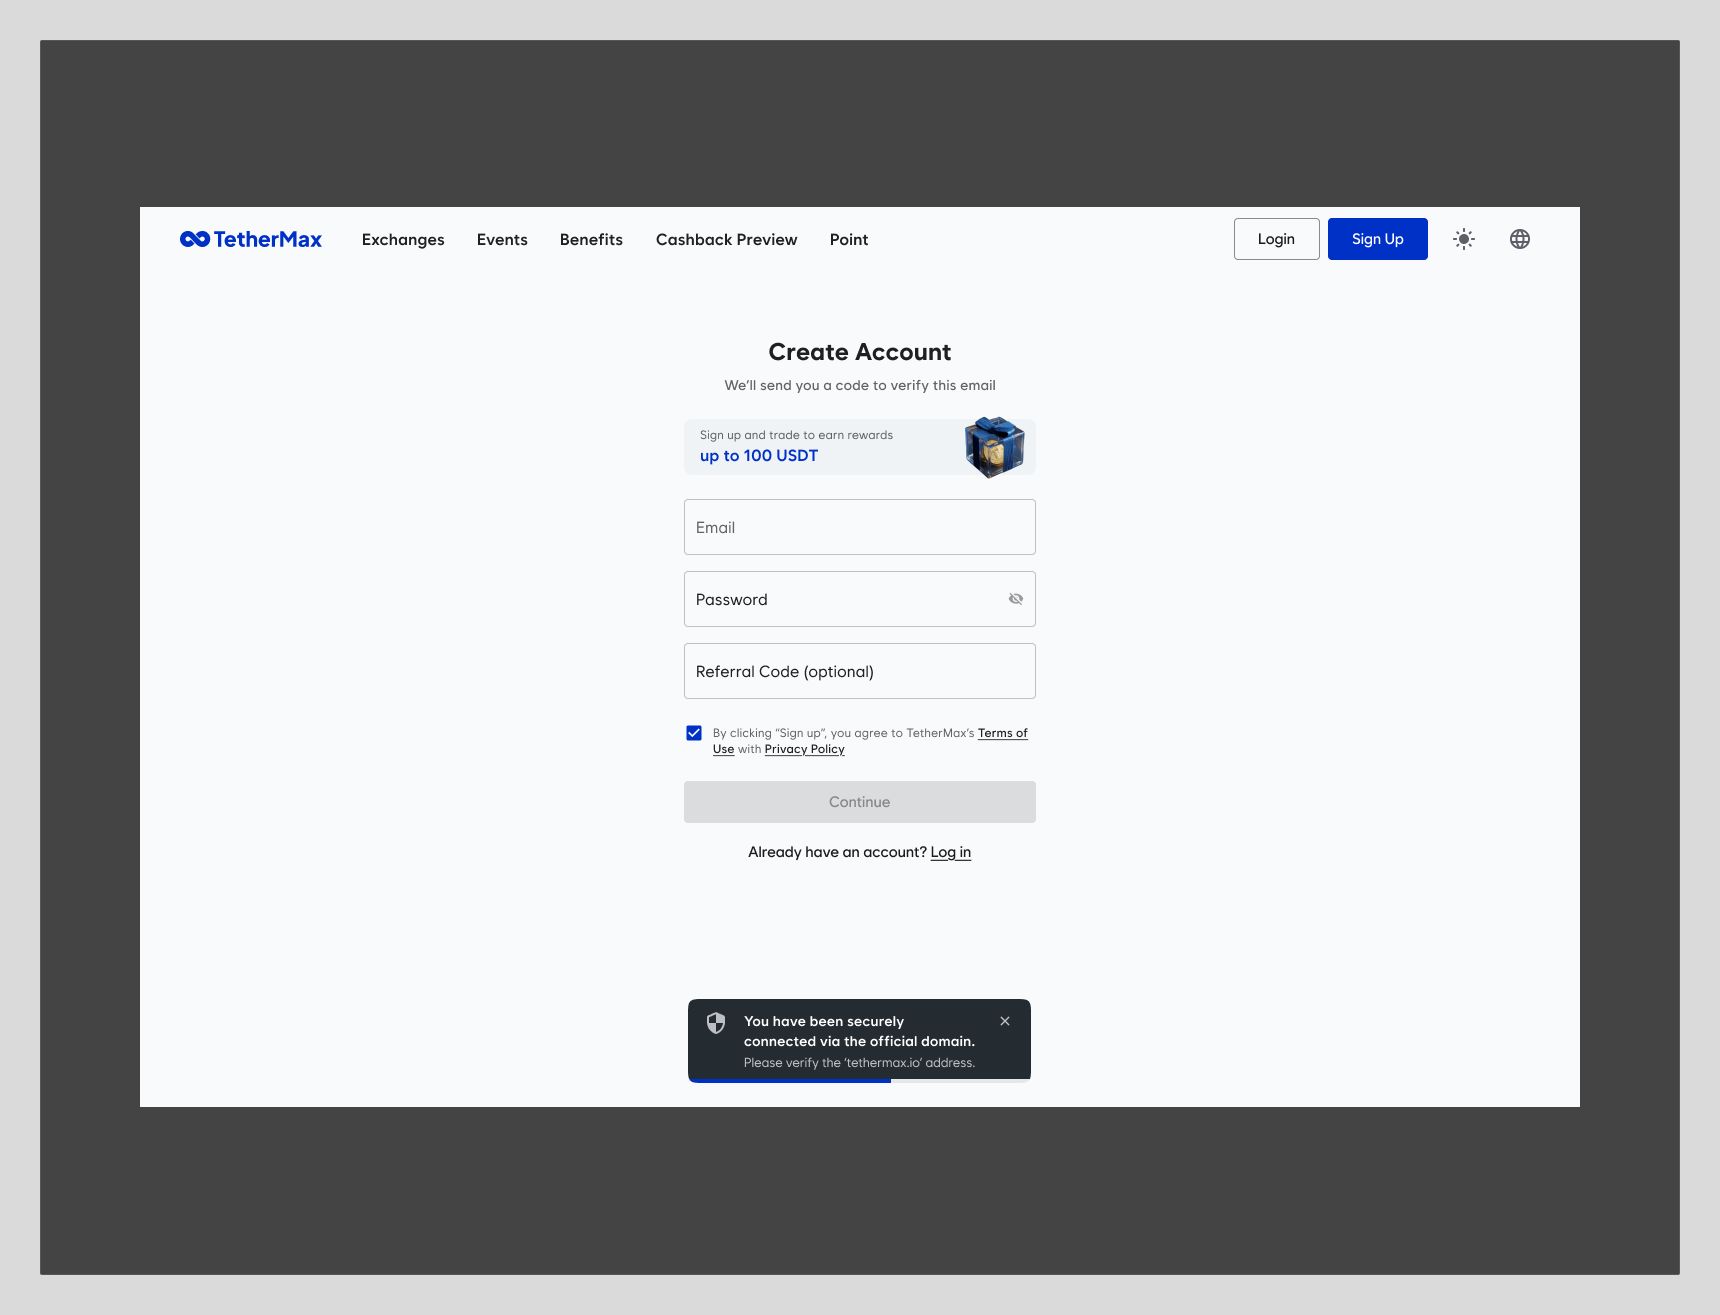 TetherMax
Exchanges
Events
Benefits
Cashback Preview
Point
Login
Sign Up
Create Account
We’ll send you a code to verify this email
Sign up and trade to earn rewards
up to 100 USDT
Email
Password
Referral Code (optional)
By clicking “Sign up”, you agree to TetherMax’s Terms of
Use with Privacy Policy
Continue
Already have an account? Log in
You have been securely
connected via the official domain.
Please verify the ‘tethermax.io’ address.